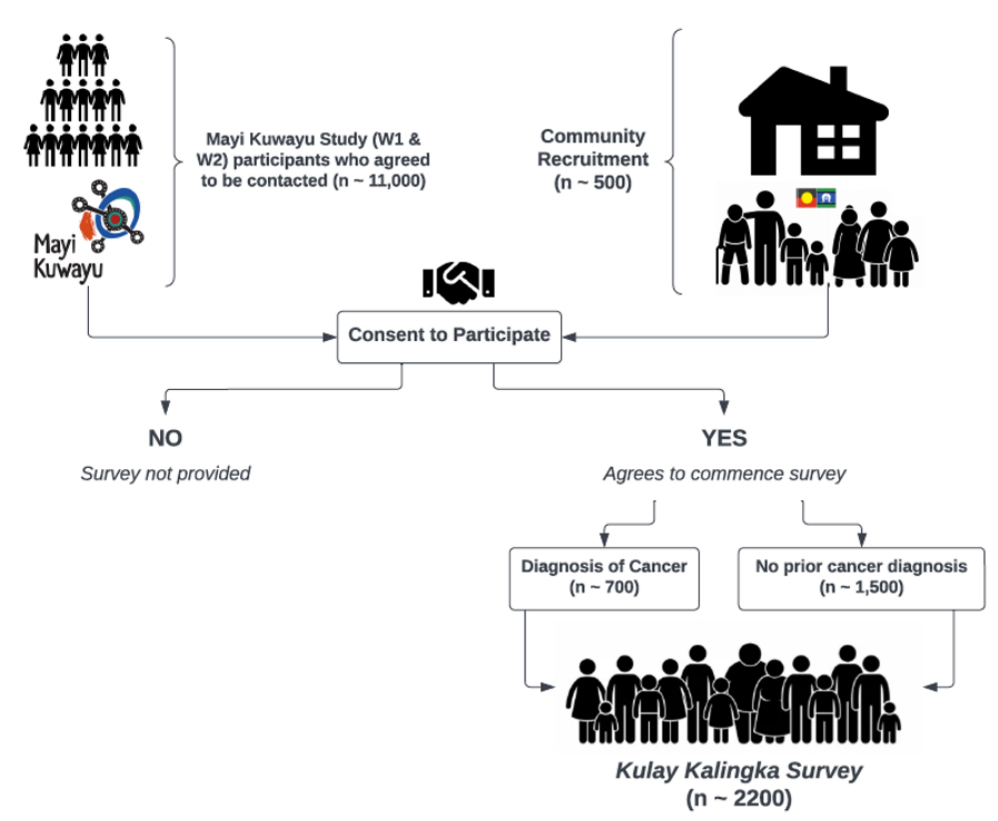 Mayi Kuwayu Study (W1 &
W2) participants who agreed
to be contacted (n ~ 11,000)
Community
Recruitment
(n ~ 500)
Mayi
Kuwayu
Consent to Participate
NO
Survey not provided
YES
Agrees to commence survey
Diagnosis of Cancer
(n ~ 700)
No prior cancer diagnosis
(n ~ 1,500)
Kulay Kalingka Survey
(n ~ 2200)